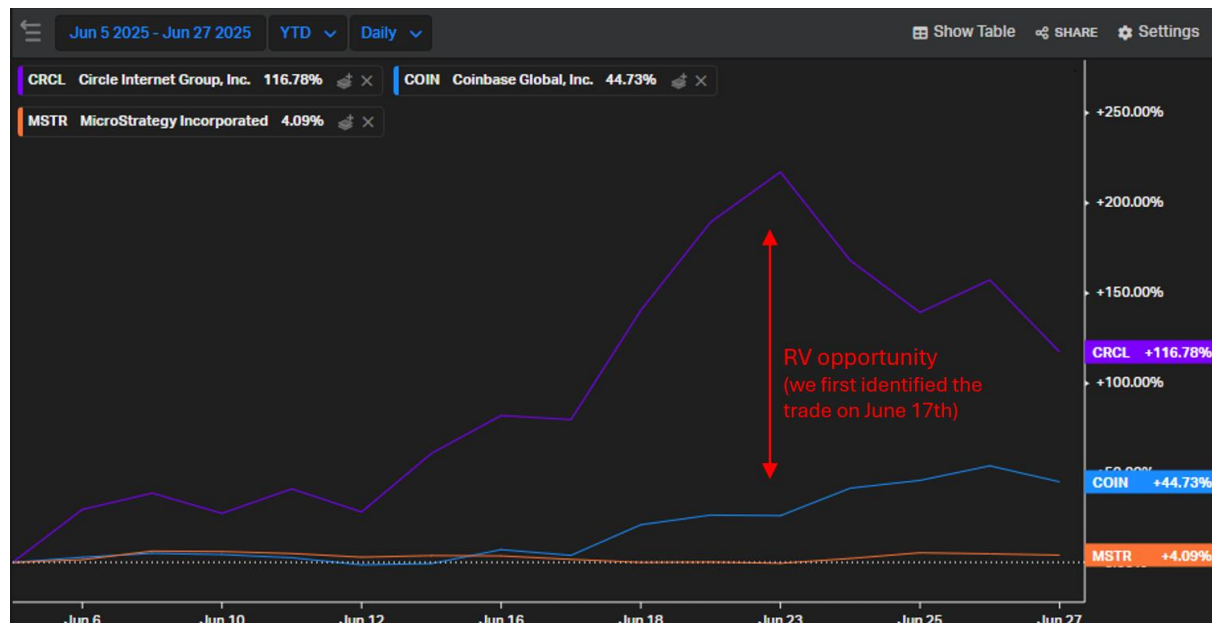 Jun 5 2025 - Jun 27 2025 YTD Daily Show Table SHARE Settings
CRCL Circle Internet Group, Inc. 116.78% COIN Coinbase Global, Inc. 44.73%
MSTR MicroStrategy Incorporated 4.09%
+250.00%
+200.00%
+150.00%
CRCL +116.78%
RV opportunity
(we first identified the
trade on June 17th)
+100.00%
COIN +44.73%
MSTR +4.09%
Jun 6 Jun 10 Jun 12 Jun 16 Jun 18 Jun 23 Jun 25 Jun 27